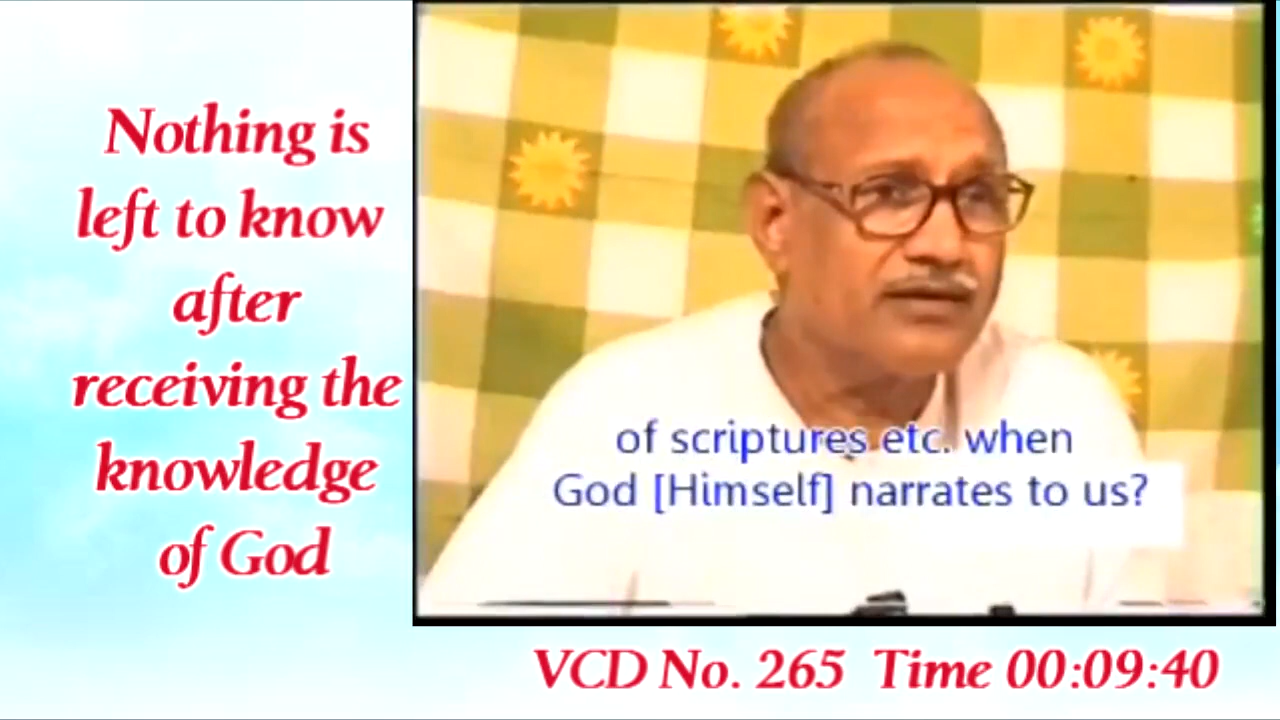 Nothing is
left to know
after
receiving the
knowledge
of God
of scriptures etc. when
God [Himself] narrates to us?
VCD No. 265 Time 00:09:40